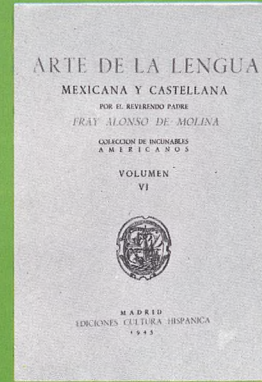 ARTE DE LA LENGUA
MEXICANA Y CASTELLANA
POR EL REVERENDO PADRE
FRAY ALONSO DE MOLINA
COLECCION DE INCUNABLES
AMERICANOS
VOLUMEN
VI
MADRID
EDICIONES CULTURA HISPANICA
1945